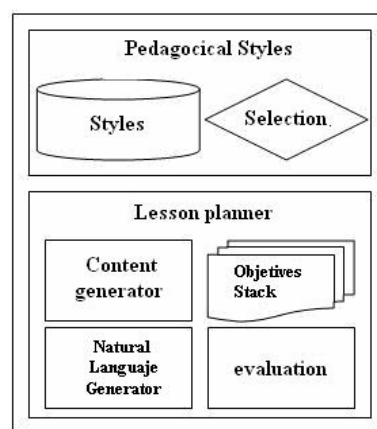 Pedagocical Styles
Styles
Selection.
Lesson planner
Content
generator
Objetives
Stack
Natural
Languaje
Generator
evaluation